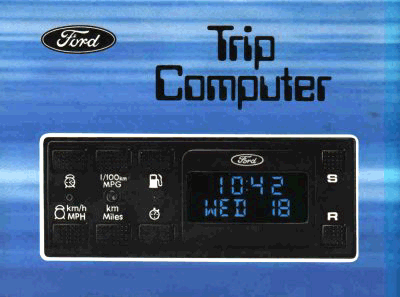 Ford
Trip
Computer
Ford
l/100km
MPG
10:42
WED 18
S
km/h
MPH
km
Miles
R